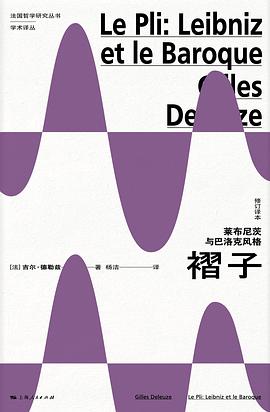 法国哲学研究丛书
学术译丛
Le Pli: Leibniz
et le Baroque
Gilles
Deleuze
修订译本
莱布尼茨
与巴洛克风格
褶子
[法] 吉尔·德勒兹 著 杨洁 译
上海人民出版社
Gilles Deleuze
Le Pli: Leibniz et le Baroque